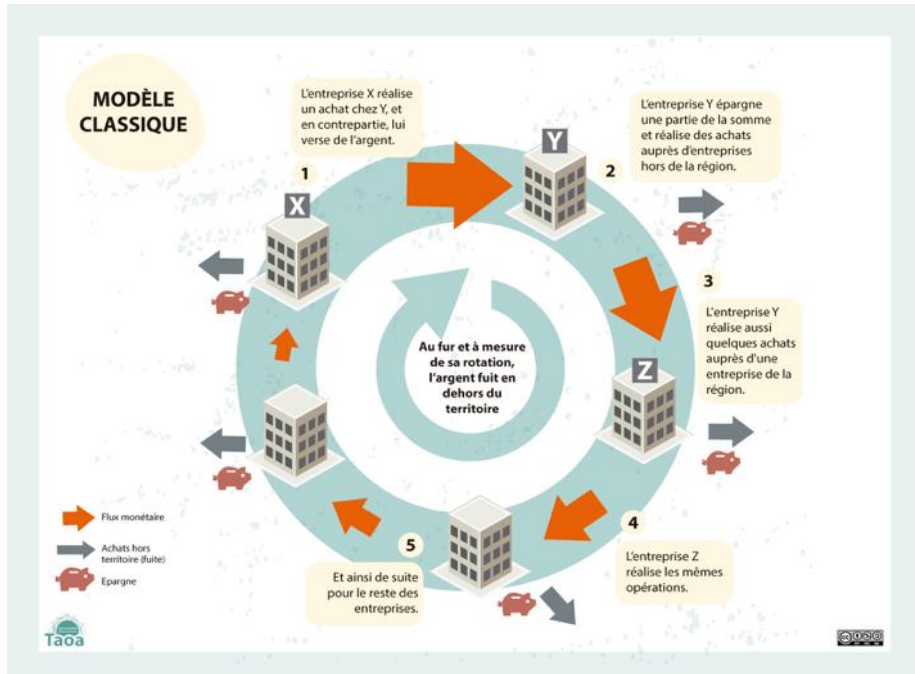 MODÈLE
CLASSIQUE
L'entreprise X réalise
un achat chez Y, et
en contrepartie, lui
verse de l'argent.
1
X
Y
2
L'entreprise Y épargne
une partie de la somme
et réalise des achats
auprès d'entreprises
hors de la région.
3
L'entreprise Y
réalise aussi
quelques achats
auprès d'une
entreprise de la
région.
Z
Au fur et à mesure
de sa rotation,
l'argent fuit en
dehors du
territoire
4
L'entreprise Z
réalise les mêmes
opérations.
5
Et ainsi de suite
pour le reste des
entreprises.
Flux monétaire
Achats hors
territoire (fuite)
Epargne
Taoa